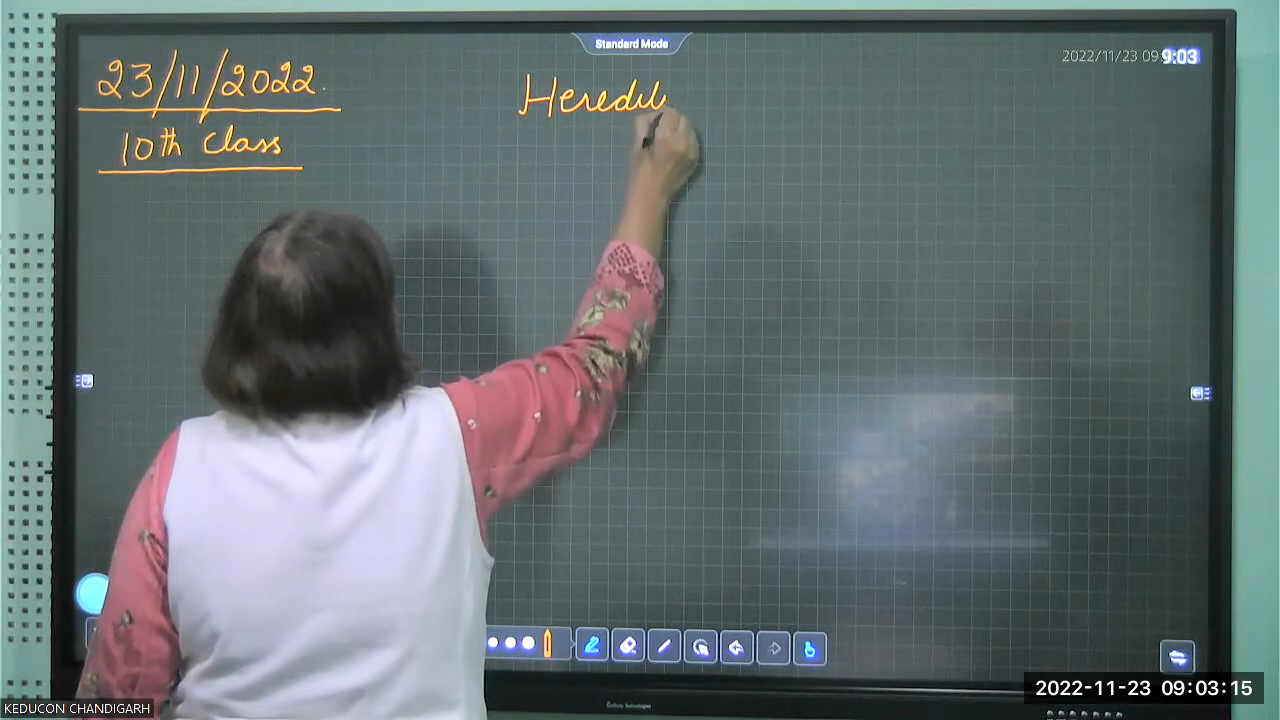 Standard Mode
23/11/2022.
2022/11/23 09:
9:03
Heredit
10th Class
KEDUCON CHANDIGARH
2022-11-23 09:03:15